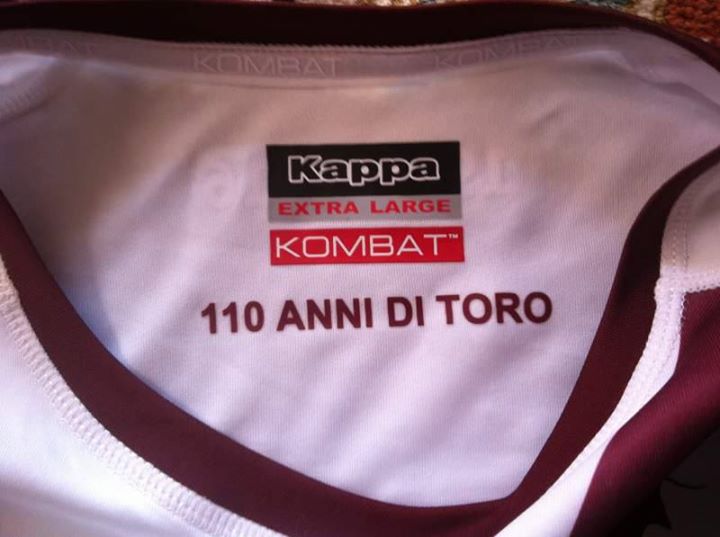 KOMBAT
Kappa
EXTRA LARGE
KOMBAT™
110 ANNI DI TORO